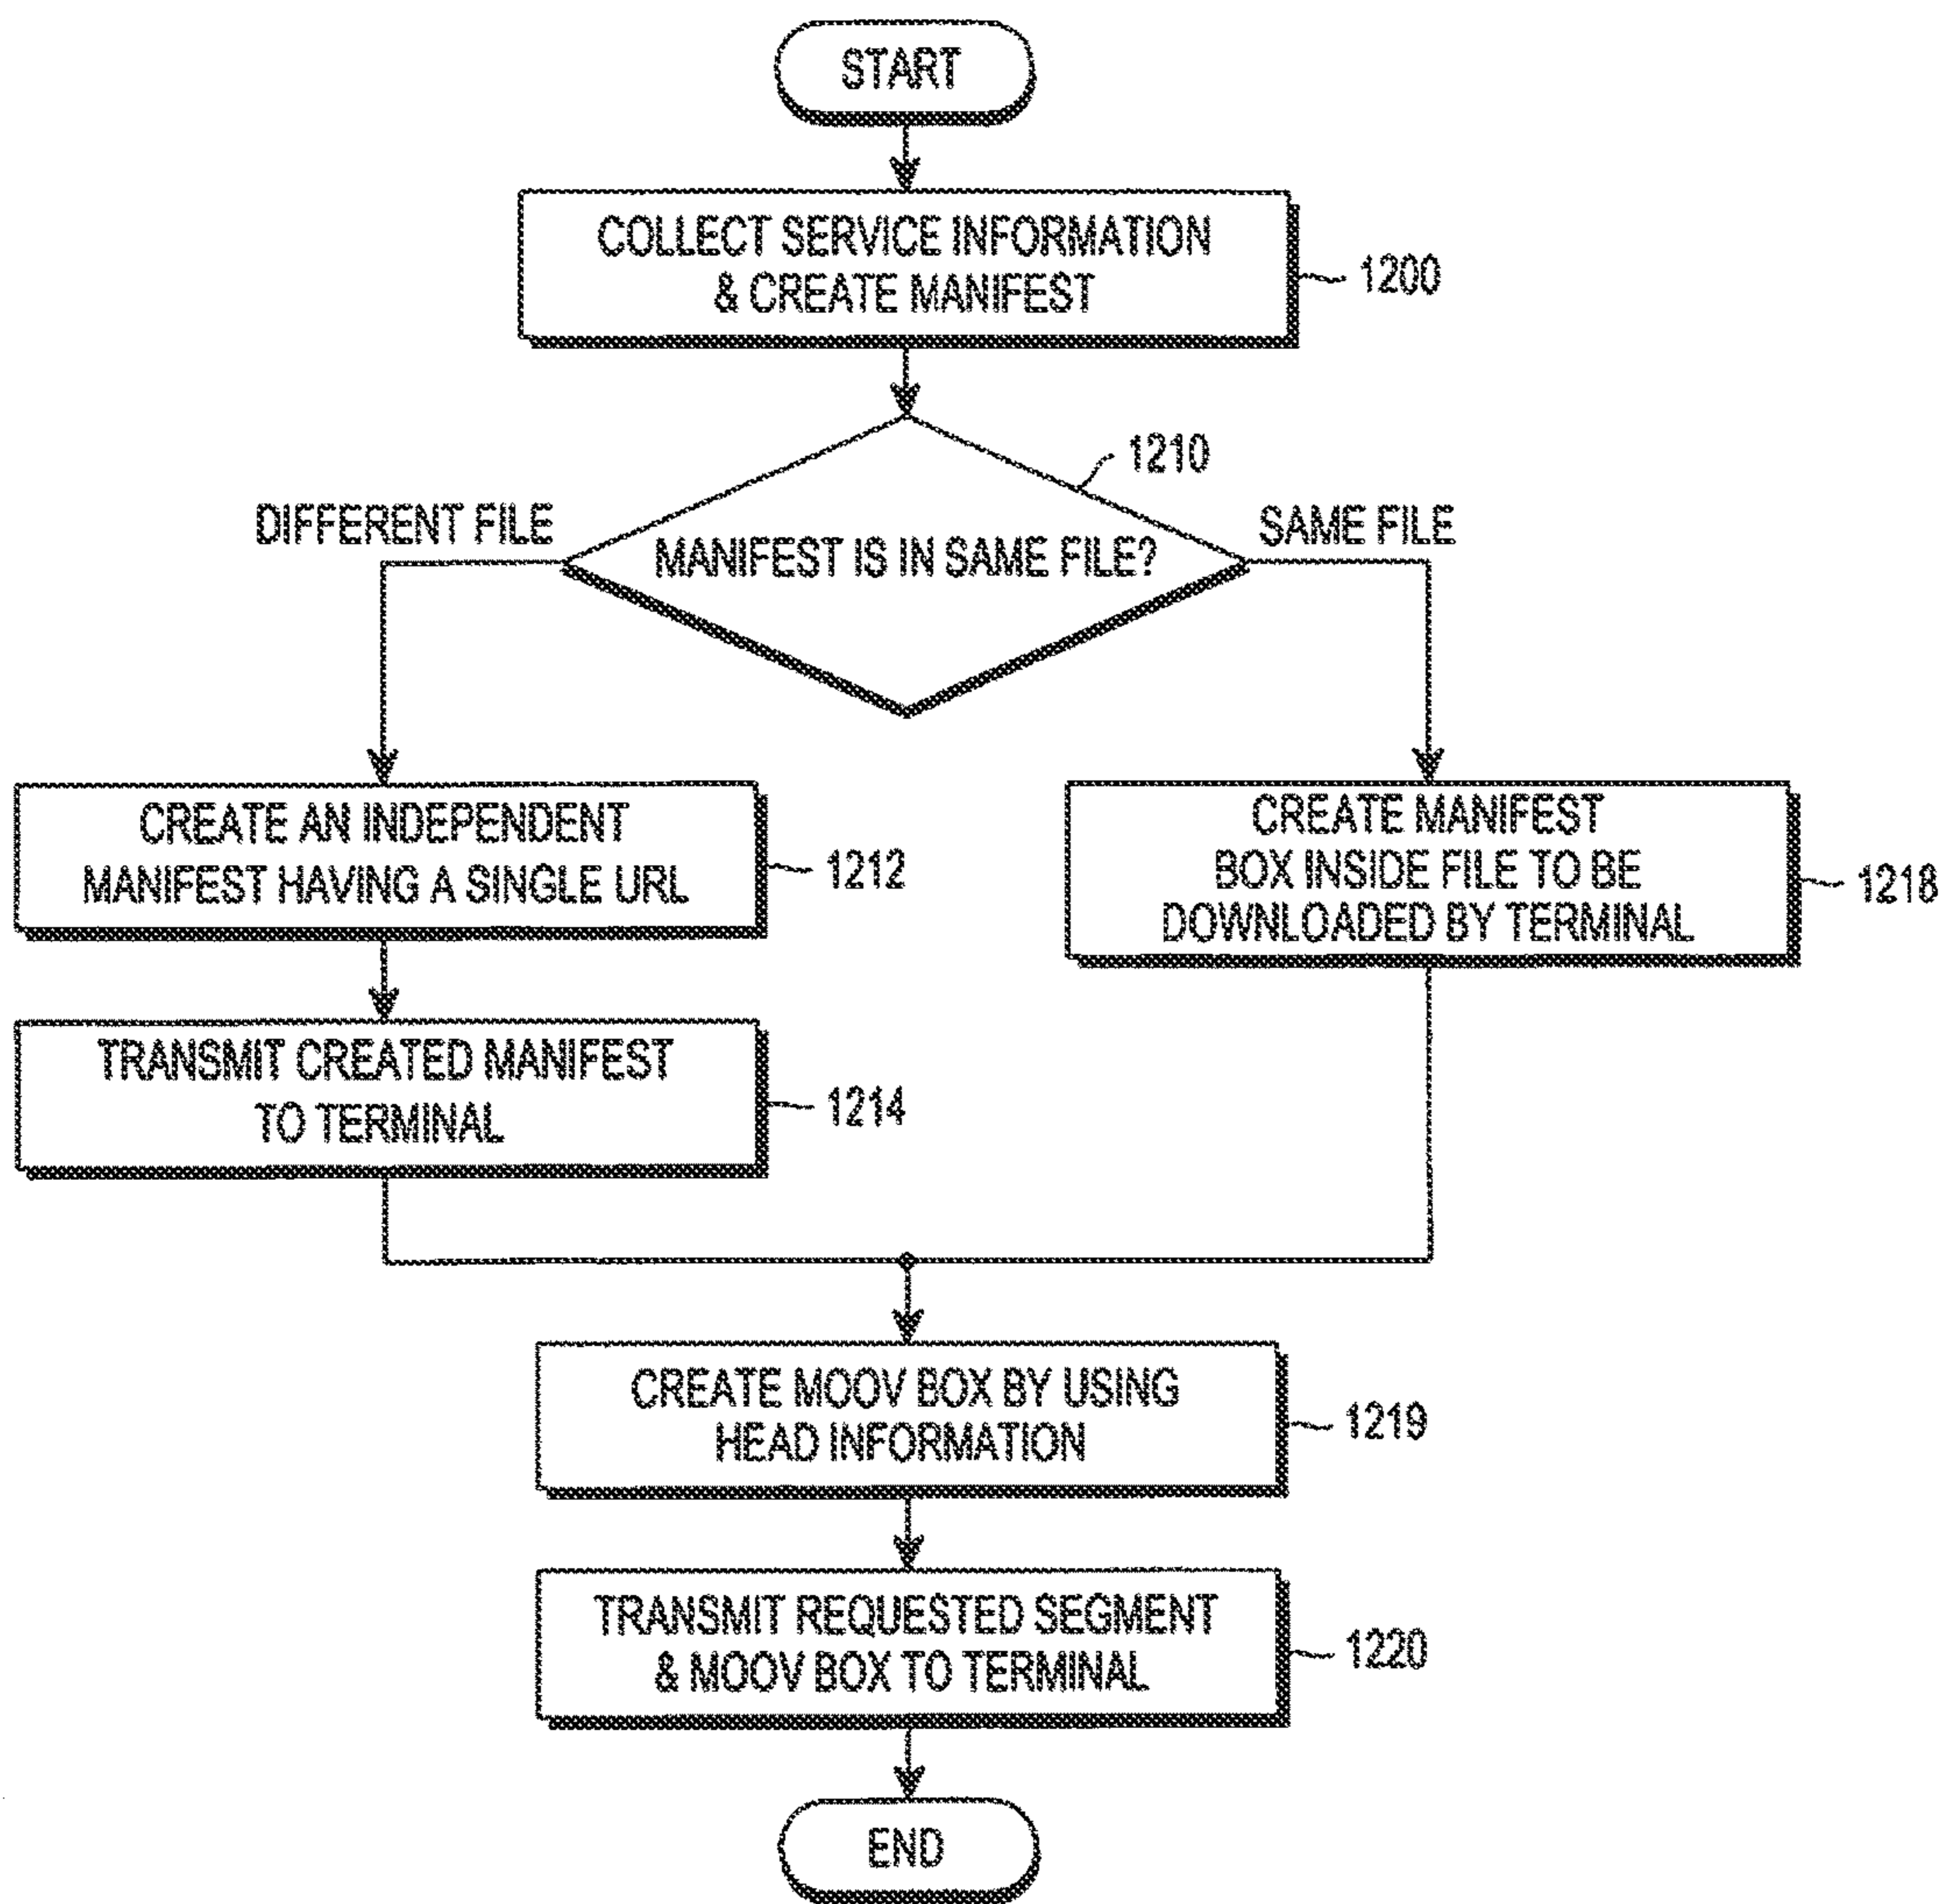 START
COLLECT SERVICE INFORMATION
& CREATE MANIFEST
1200
1210
DIFFERENT FILE
MANIFEST IS IN SAME FILE?
SAME FILE
CREATE AN INDEPENDENT
MANIFEST HAVING A SINGLE URL
1212
CREATE MANIFEST
BOX INSIDE FILE TO BE
DOWNLOADED BY TERMINAL
1218
TRANSMIT CREATED MANIFEST
TO TERMINAL
1214
CREATE MOOV BOX BY USING
HEAD INFORMATION
1219
TRANSMIT REQUESTED SEGMENT
& MOOV BOX TO TERMINAL
1220
END